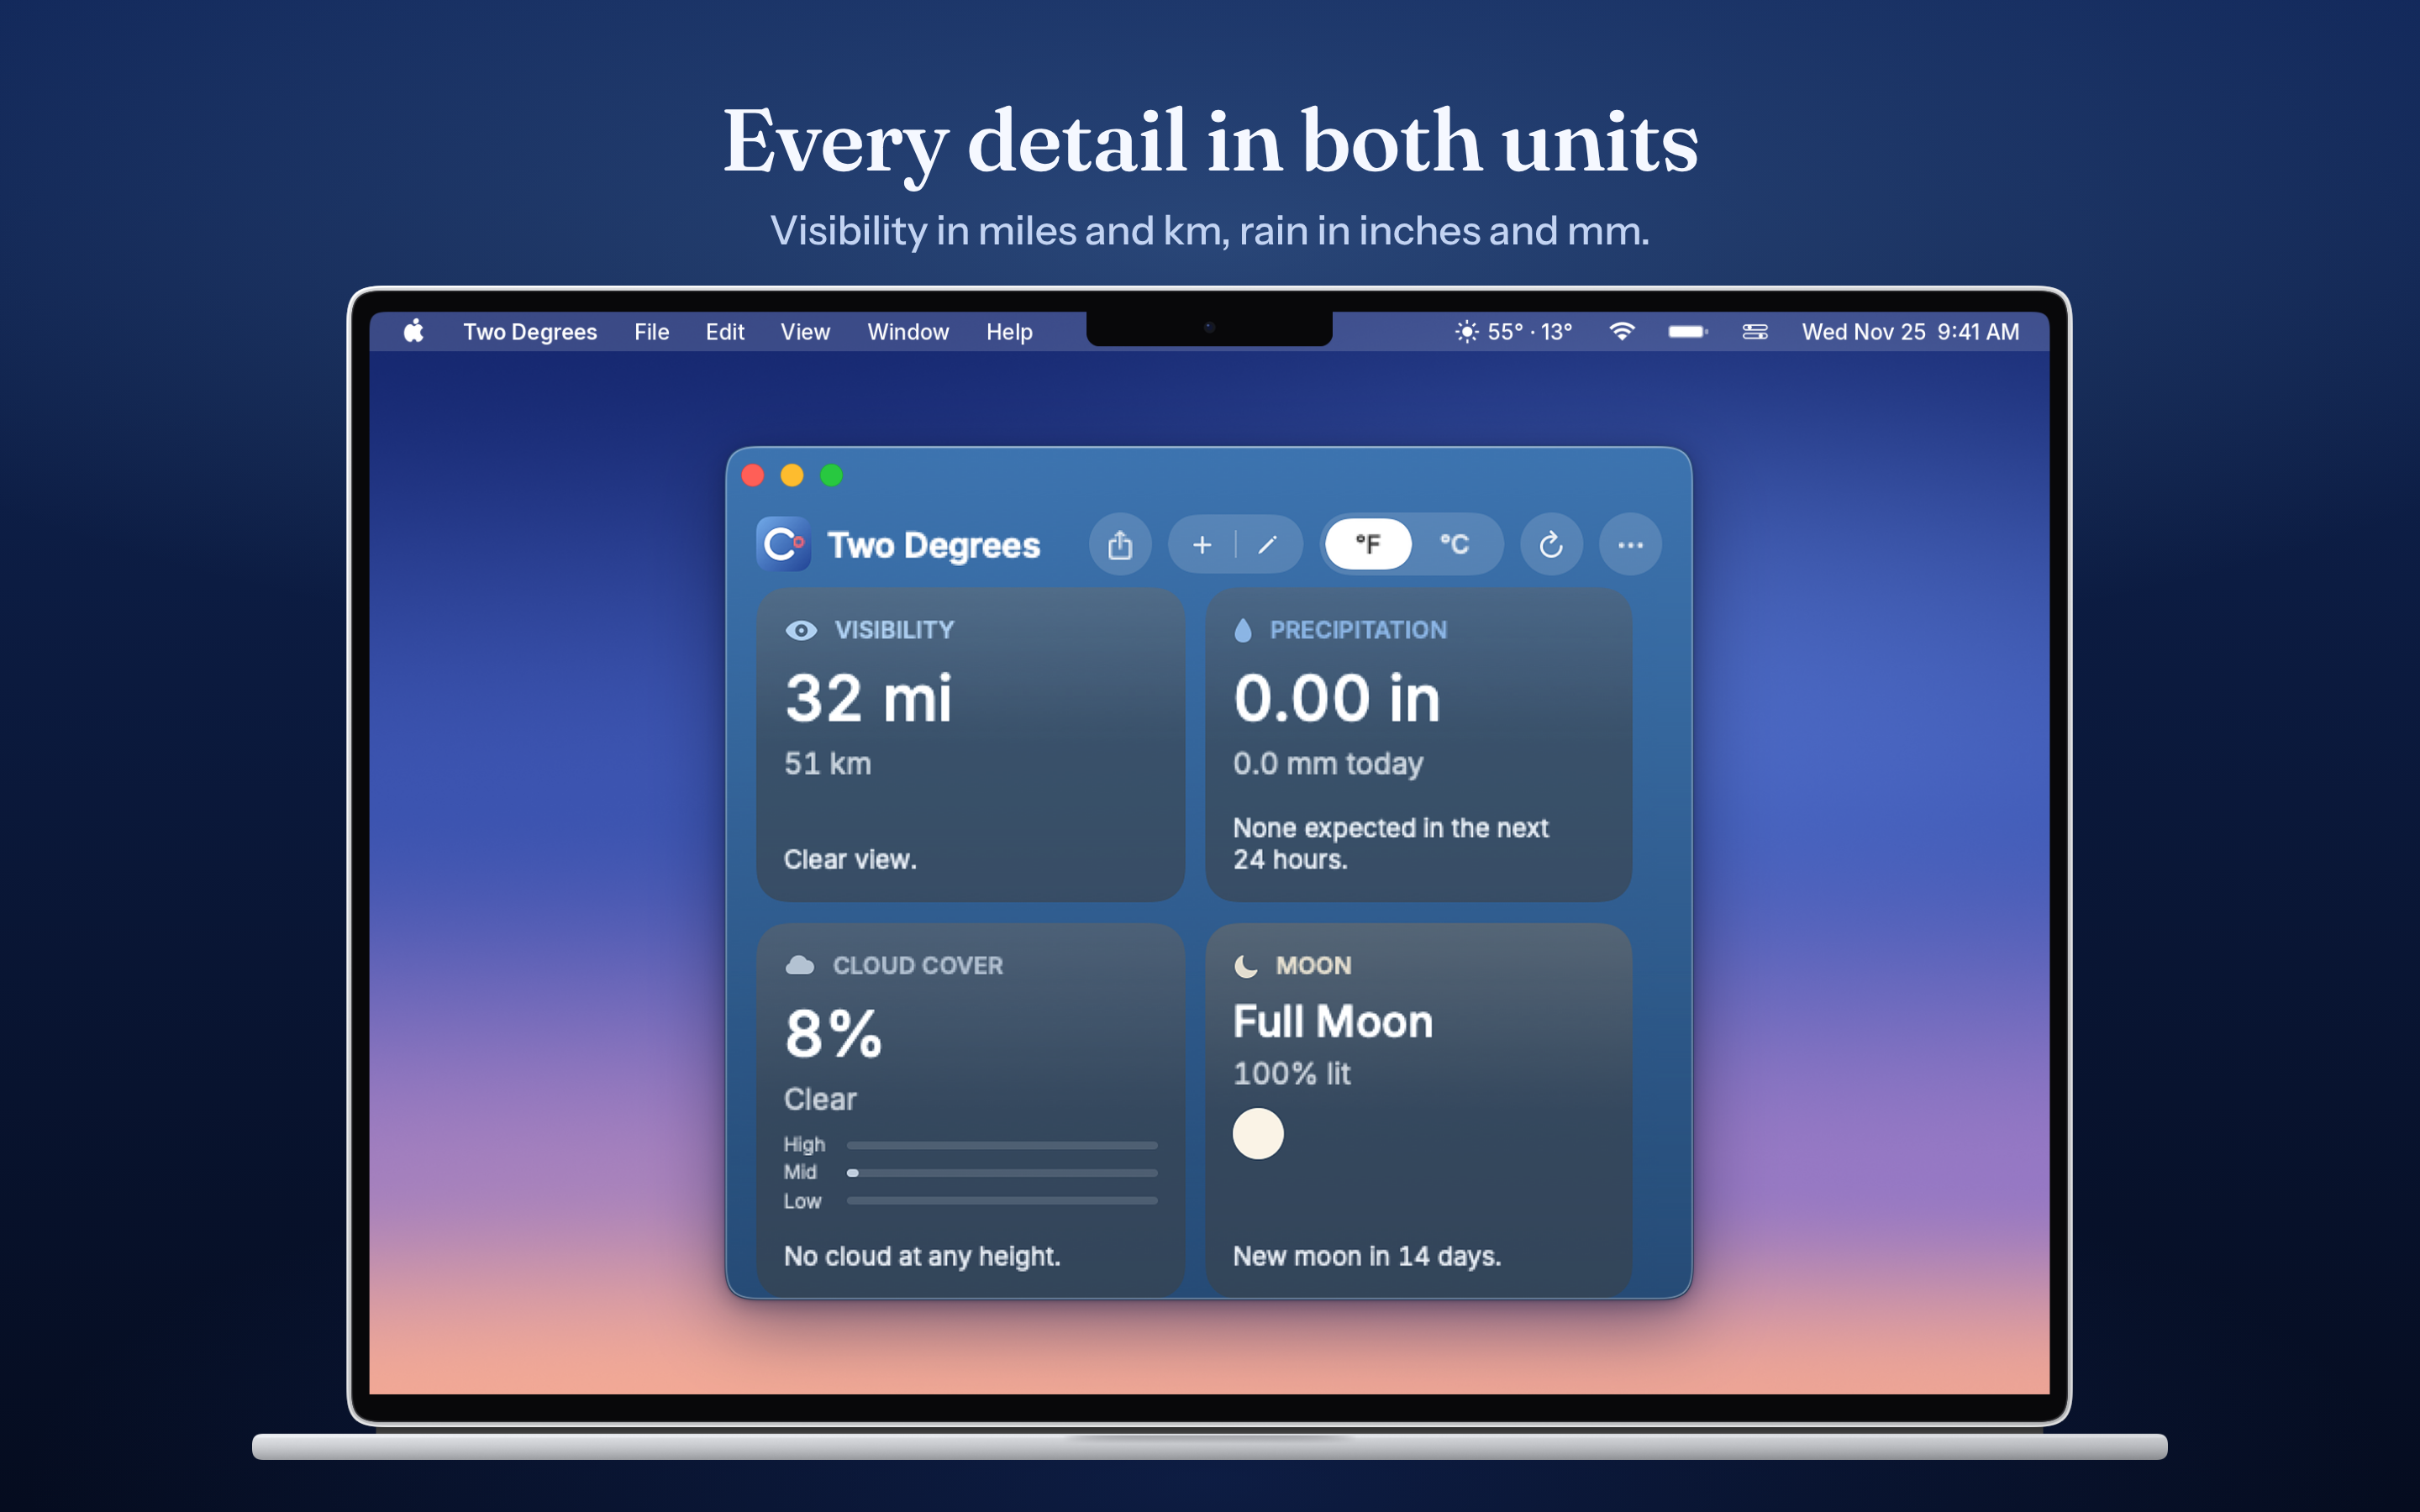 Every detail in both units
Visibility in miles and km, rain in inches and mm.
Two Degrees File Edit View Window Help 55° · 13° Wed Nov 25 9:41 AM
Two Degrees °F °C
VISIBILITY
32 mi
51 km
Clear view.
PRECIPITATION
0.00 in
0.0 mm today
None expected in the next
24 hours.
CLOUD COVER
8%
Clear
High
Mid
Low
No cloud at any height.
MOON
Full Moon
100% lit
New moon in 14 days.